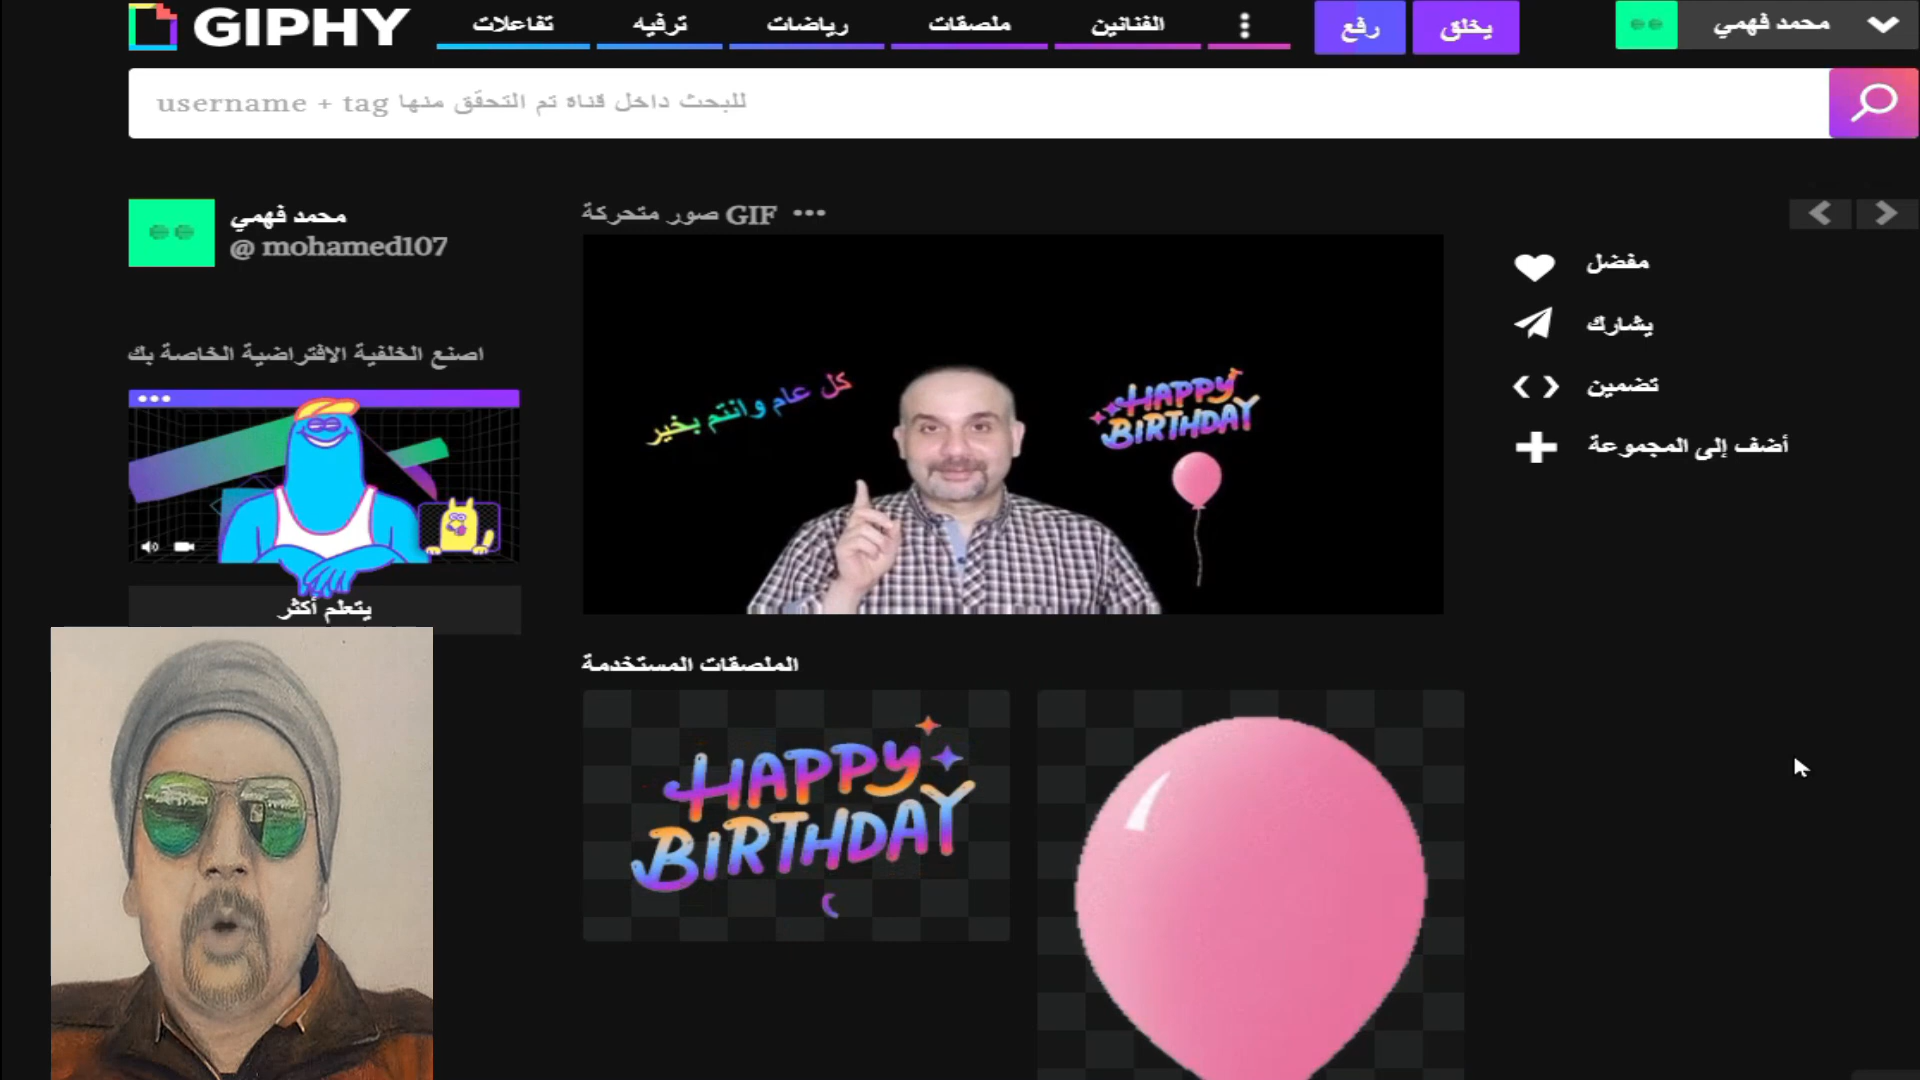 GIPHY
تفاعلات
ترفيه
رياضات
ملصقات
الفنانين
رفع
يخلق
محمد فهمي
للبحث داخل قناة تم التحقّق منها username + tag
محمد فهمي
@ mohamed107
صور متحركة GIF
مفضل
يشارك
تضمين
أضف إلى المجموعة
اصنع الخلفية الافتراضية الخاصة بك
كل عام وانتم بخير
HAPPY
BIRTHDAY
يتعلم أكثر
الملصقات المستخدمة
HAPPY
BIRTHDAY